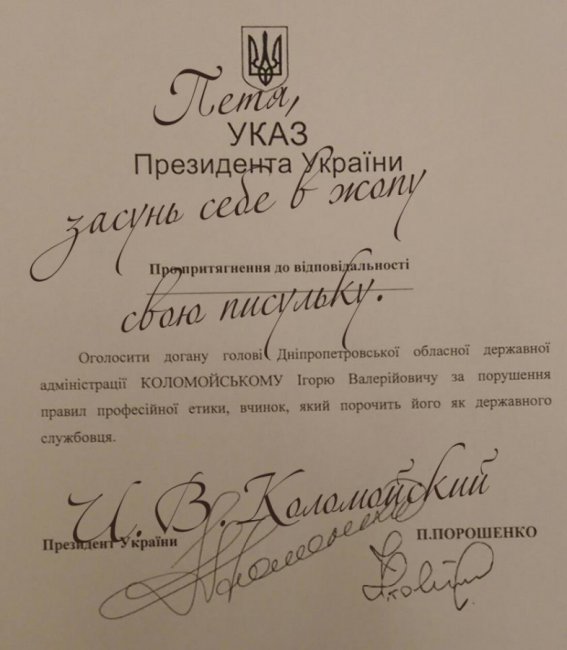 Петя,
УКАЗ
Президента України
засунь себе в жопу
Про притягнення до відповідальності
свою писульку.
Оголосити догану голові Дніпропетровської обласної державної
адміністрації КОЛОМОЙСЬКОМУ Ігорю Валерійовичу за порушення
правил професійної етики, вчинок, який порочить його як державного
службовця.
И. В. Коломойский
Президент України
П.ПОРОШЕНКО